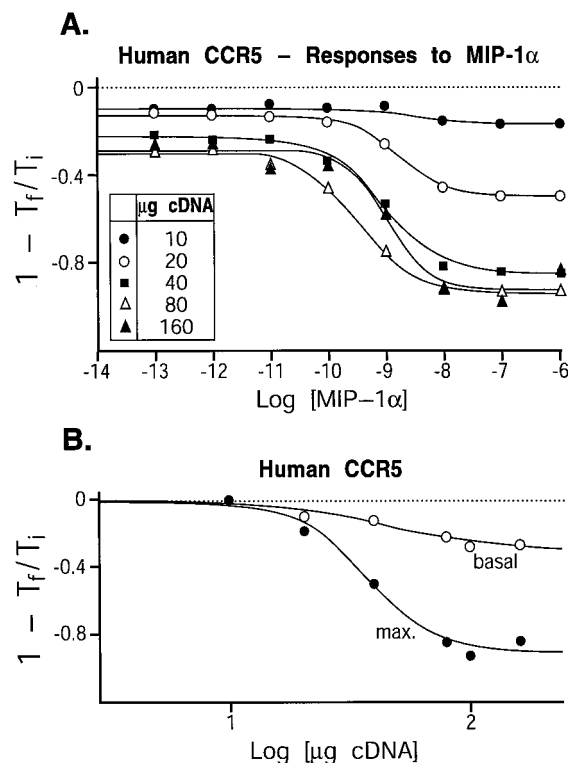 A.
Human CCR5 – Responses to MIP-1α
0
-0.4
-0.8
1 – Tf/Ti
μg cDNA
10
20
40
80
160
-14 -13 -12 -11 -10 -9 -8 -7 -6
Log [MIP–1α]
B.
Human CCR5
0
-0.4
-0.8
1 – Tf/Ti
basal
max.
1 2
Log [μg cDNA]